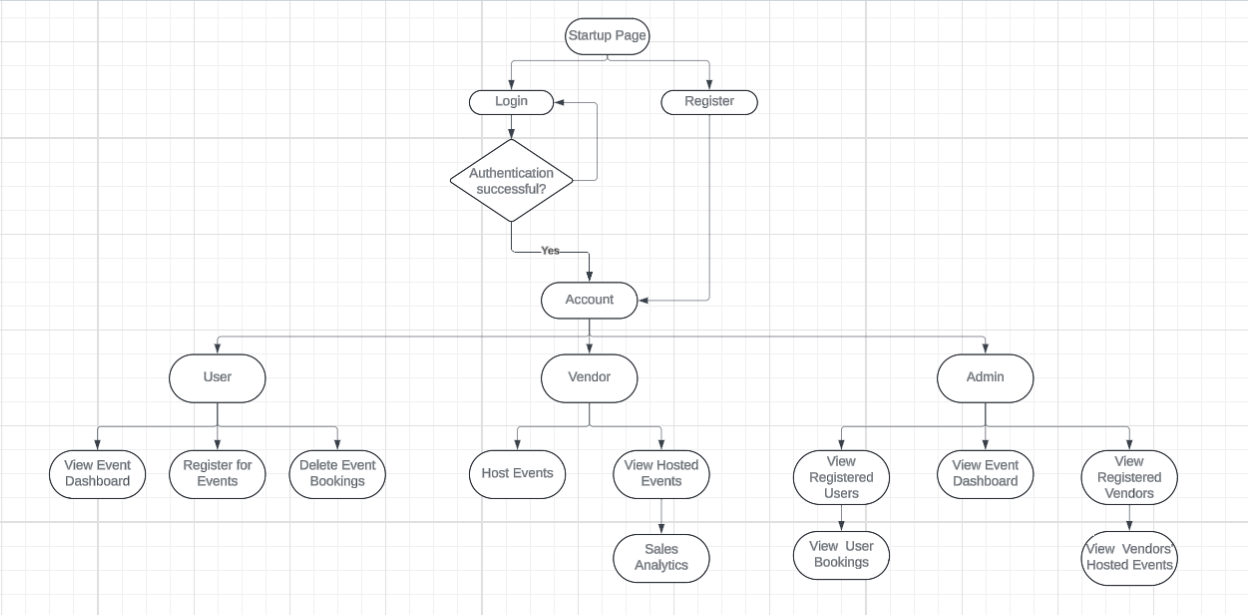 Startup Page
Login
Register
Authentication
successful?
Yes
Account
User
Vendor
Admin
View Event
Dashboard
Register for
Events
Delete Event
Bookings
Host Events
View Hosted
Events
View
Registered
Users
View Event
Dashboard
View
Registered
Vendors
Sales
Analytics
View User
Bookings
View Vendors'
Hosted Events